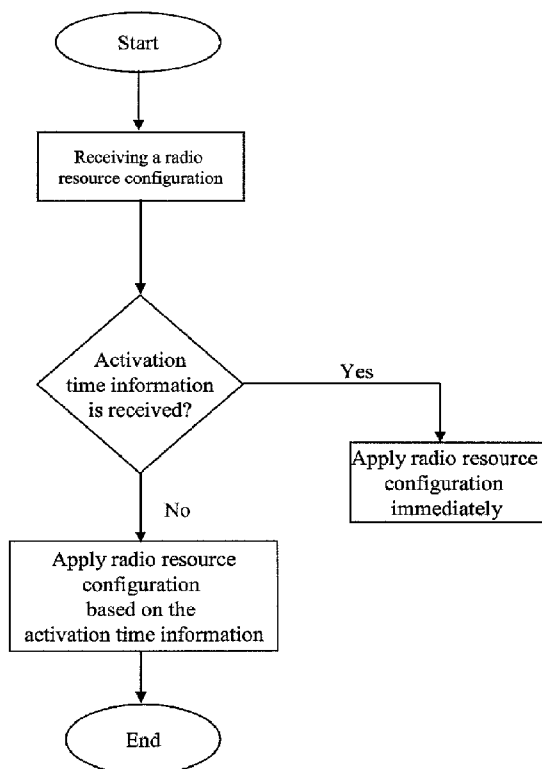 Start
Receiving a radio
resource configuration
Activation
time information
is received?
Yes
Apply radio resource
configuration
immediately
No
Apply radio resource
configuration
based on the
activation time information
End